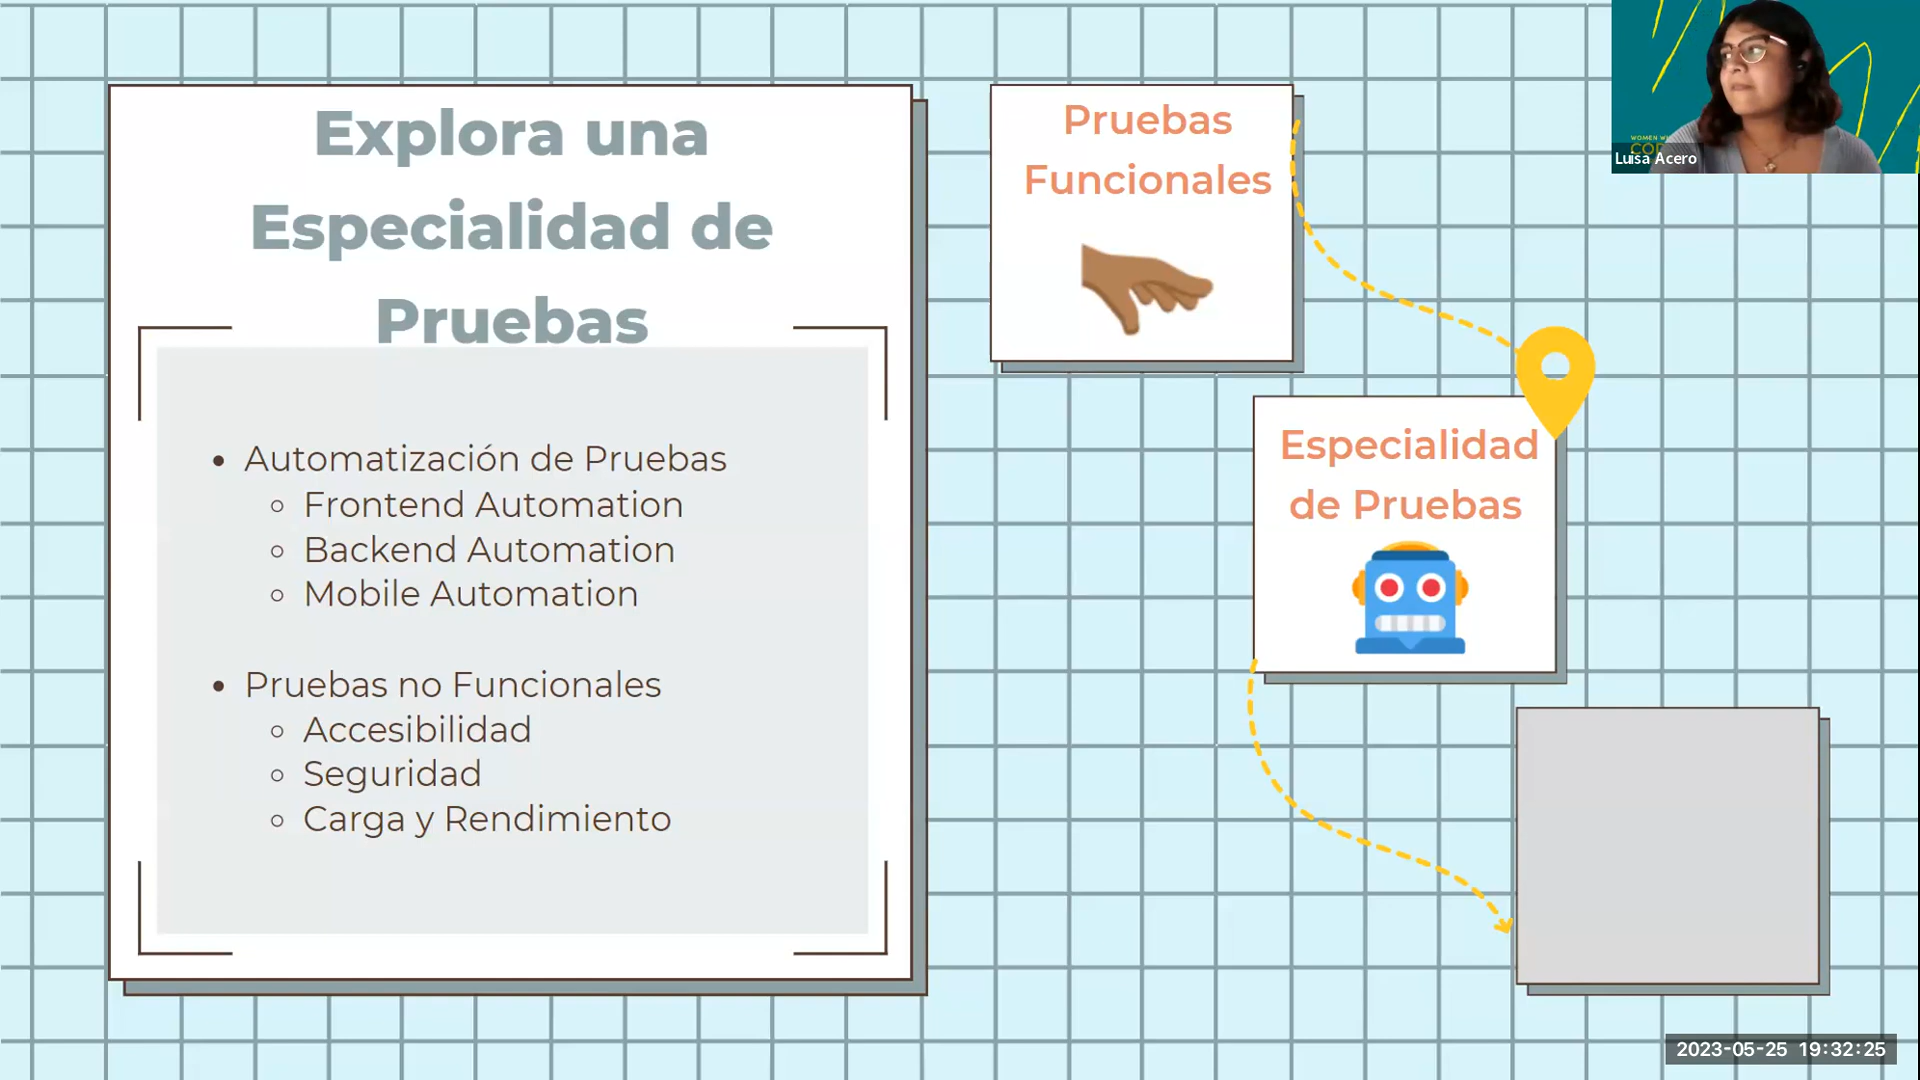 Explora una
Especialidad de
Pruebas
• Automatización de Pruebas
◦ Frontend Automation
◦ Backend Automation
◦ Mobile Automation
• Pruebas no Funcionales
◦ Accesibilidad
◦ Seguridad
◦ Carga y Rendimiento
Pruebas
Funcionales
Especialidad
de Pruebas
WOMEN
Luisa Acero
2023-05-25 19:32:25